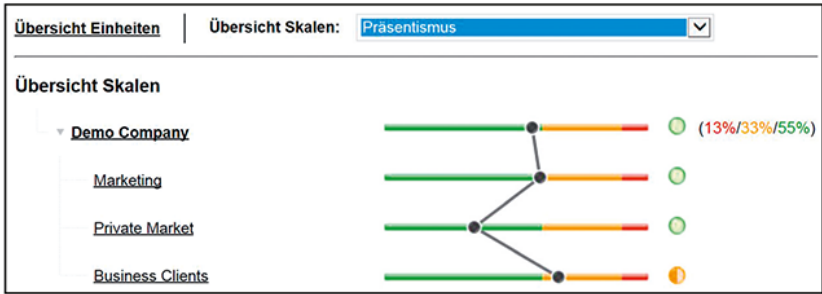 Übersicht Einheiten Übersicht Skalen: Präsentismus
Übersicht Skalen
Demo Company (13%/33%/55%)
Marketing
Private Market
Business Clients